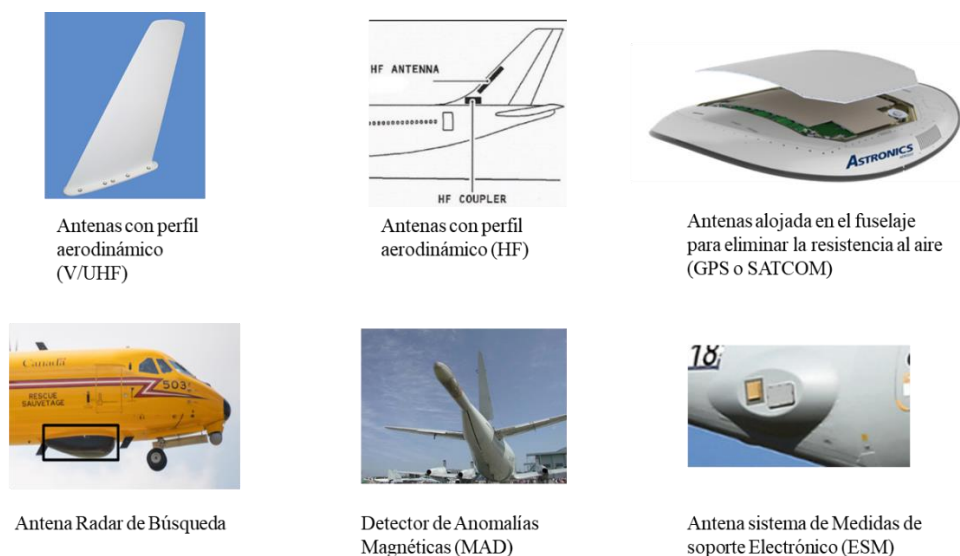 HF ANTENNA
HF COUPLER
ASTRONICS
Antenas con perfil
aerodinámico
(V/UHF)
Antenas con perfil
aerodinámico (HF)
Antenas alojada en el fuselaje
para eliminar la resistencia al aire
(GPS o SATCOM)
Canada
RESCUE
SAUVETAGE
503
18
Antena Radar de Búsqueda
Detector de Anomalías
Magnéticas (MAD)
Antena sistema de Medidas de
soporte Electrónico (ESM)